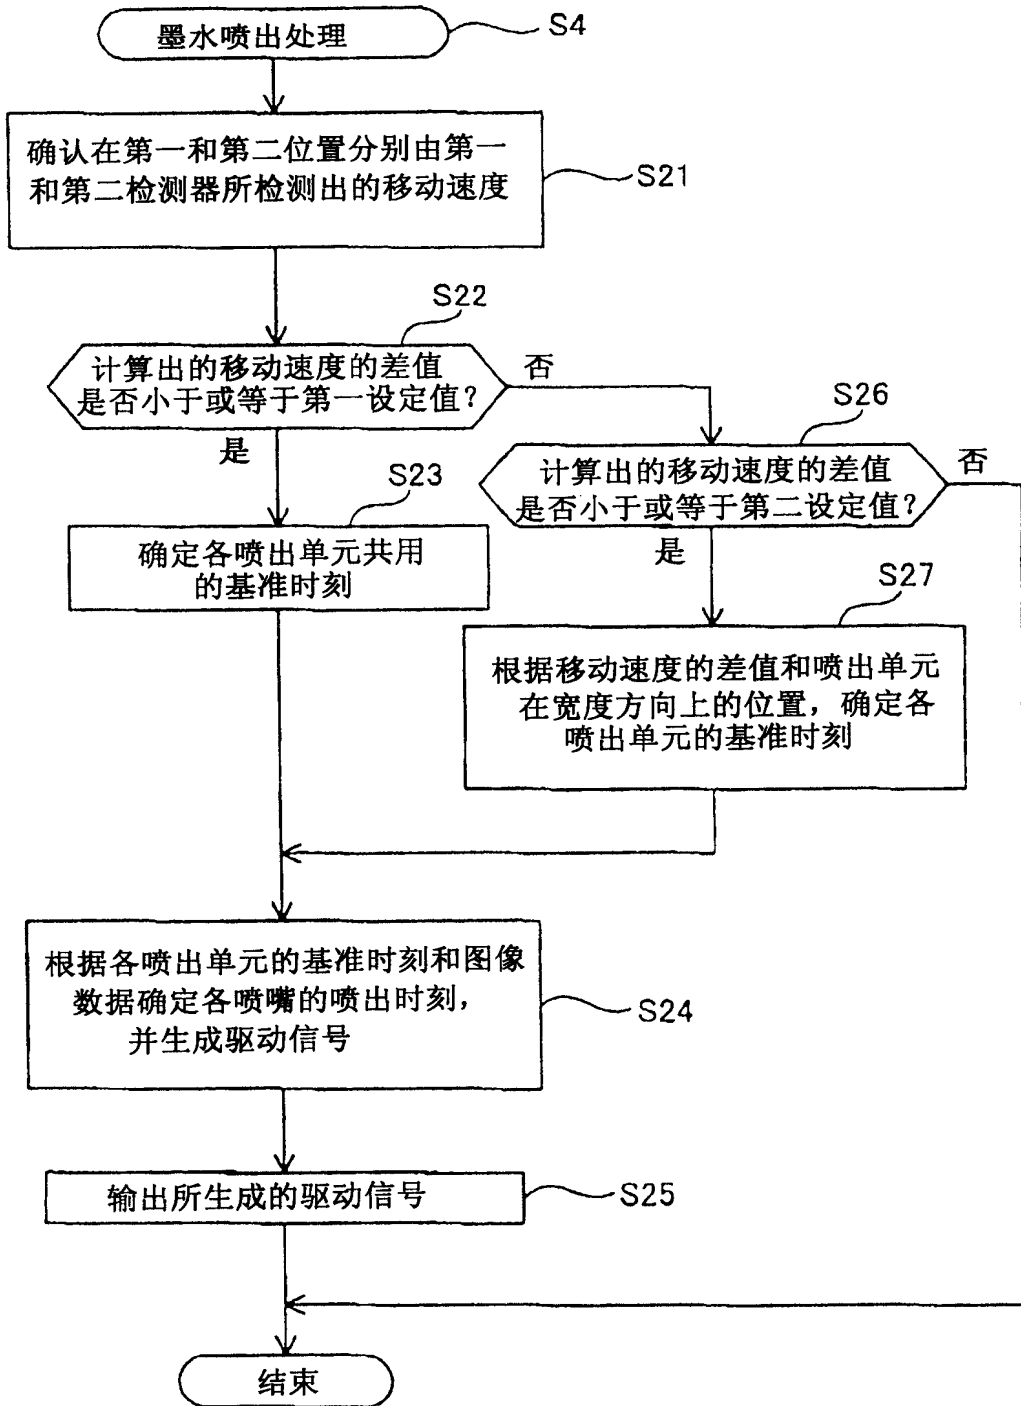 墨水喷出处理
S4
确认在第一和第二位置分别由第一
和第二检测器所检测出的移动速度
S21
S22
计算出的移动速度的差值
是否小于或等于第一设定值?
否
是
S26
计算出的移动速度的差值
是否小于或等于第二设定值?
否
是
S23
确定各喷出单元共用
的基准时刻
S27
根据移动速度的差值和喷出单元
在宽度方向上的位置,确定各
喷出单元的基准时刻
根据各喷出单元的基准时刻和图像
数据确定各喷嘴的喷出时刻,
并生成驱动信号
S24
输出所生成的驱动信号
S25
结束